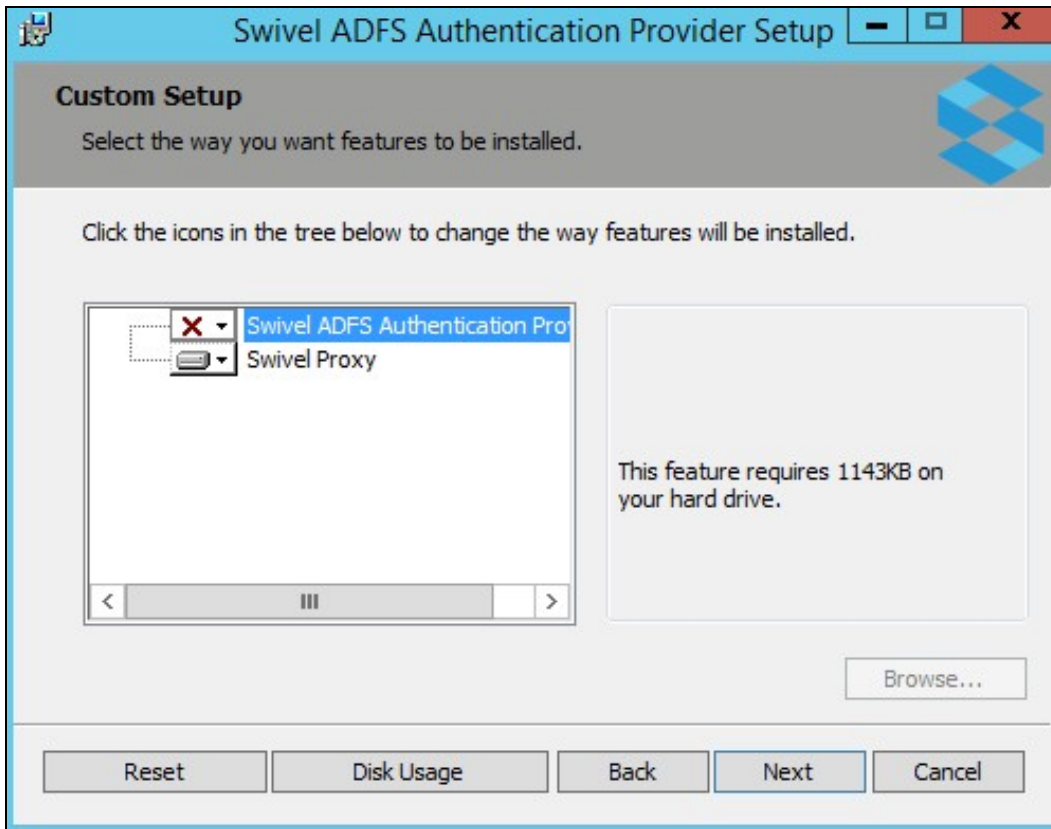 Swivel ADFS Authentication Provider Setup
Custom Setup
Select the way you want features to be installed.
Click the icons in the tree below to change the way features will be installed.
Swivel ADFS Authentication Pro
Swivel Proxy
This feature requires 1143KB on
your hard drive.
Browse...
Reset Disk Usage Back Next Cancel